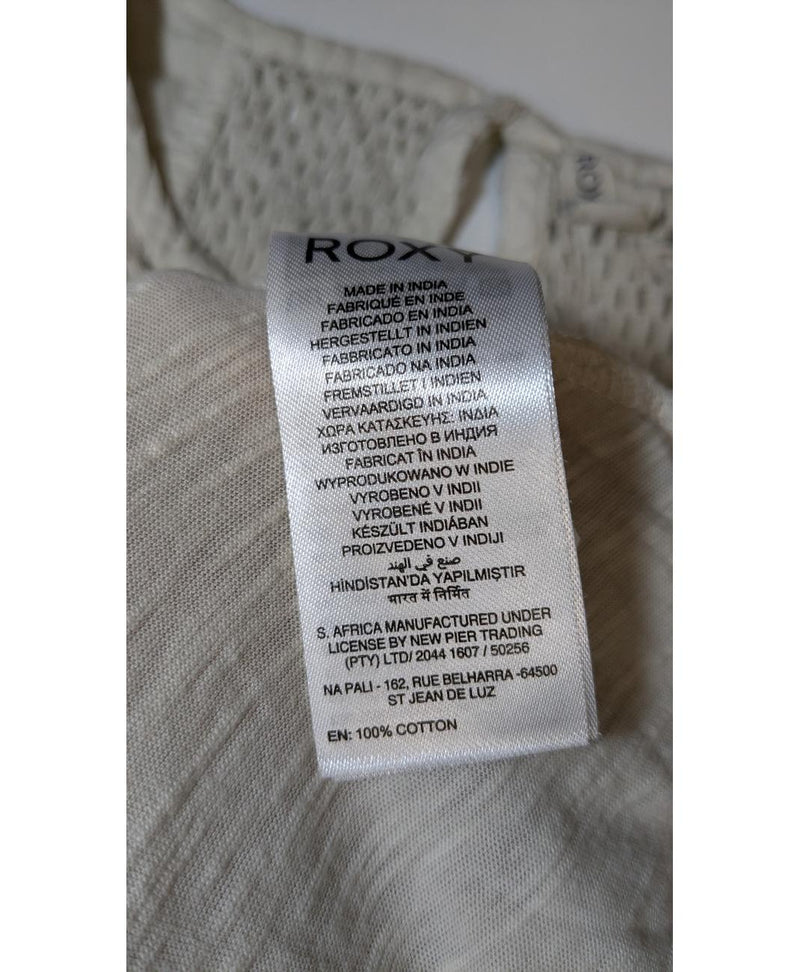 ROXY
MADE IN INDIA
FABRIQUÉ EN INDE
FABRICADO EN INDIA
HERGESTELLT IN INDIEN
FABBRICATO IN INDIA
FABRICADO NA INDIA
FREMSTILLET I INDIEN
VERVAARDIGD IN INDIA
ΧΩΡΑ ΚΑΤΑΣΚΕΥΗΣ: ΙΝΔΙΑ
ИЗГОТОВЛЕНО В ИНДИЯ
FABRICAT ÎN INDIA
WYPRODUKOWANO W INDIE
VYROBENO V INDII
VYROBENÉ V INDII
KÉSZÜLT INDIÁBAN
PROIZVEDENO V INDIJI
صنع في الهند
HİNDİSTAN'DA YAPILMIŞTIR
भारत में निर्मित
S. AFRICA MANUFACTURED UNDER
LICENSE BY NEW PIER TRADING
(PTY) LTD/ 2044 1607 / 50256
NA PALI - 162, RUE BELHARRA -64500
ST JEAN DE LUZ
EN: 100% COTTON